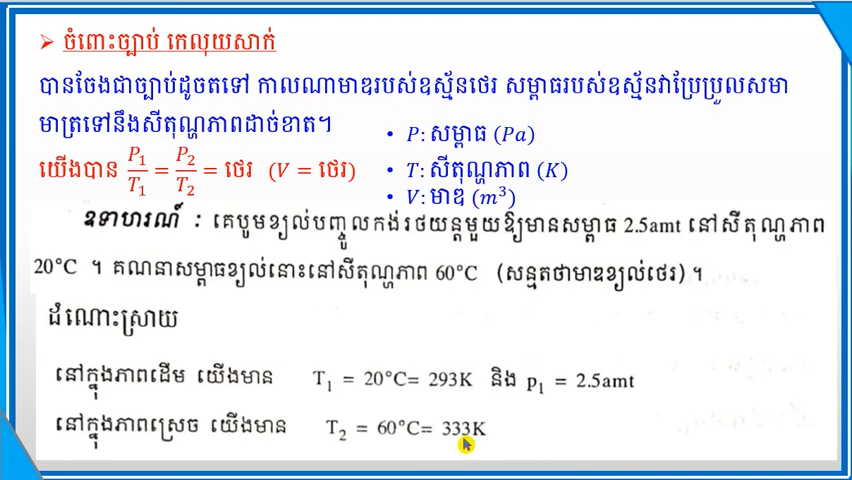 ➢ ចំពោះច្បាប់ កេលុយសាក់
បានចែងជាច្បាប់ដូចតទៅ កាលណាមាឌរបស់ឧស្ម័នថេរ សម្ពាធរបស់ឧស្ម័នវាប្រែប្រួលសមា
មាត្រទៅនឹងសីតុណ្ហភាពដាច់ខាត។
• P: សម្ពាធ (Pa)
យើងបាន P₁/T₁ = P₂/T₂ = ថេរ (V = ថេរ)
• T: សីតុណ្ហភាព (K)
• V: មាឌ (m³)
ឧទាហរណ៍ : គេបូមខ្យល់បញ្ចូលកង់រថយន្តមួយឱ្យមានសម្ពាធ 2.5amt នៅសីតុណ្ហភាព
20°C ។ គណនាសម្ពាធខ្យល់នោះនៅសីតុណ្ហភាព 60°C (សន្មតថាមាឌខ្យល់ថេរ) ។
ដំណោះស្រាយ
នៅក្នុងភាពដើម យើងមាន T₁ = 20°C= 293K និង p₁ = 2.5amt
នៅក្នុងភាពស្រេច យើងមាន T₂ = 60°C= 333K